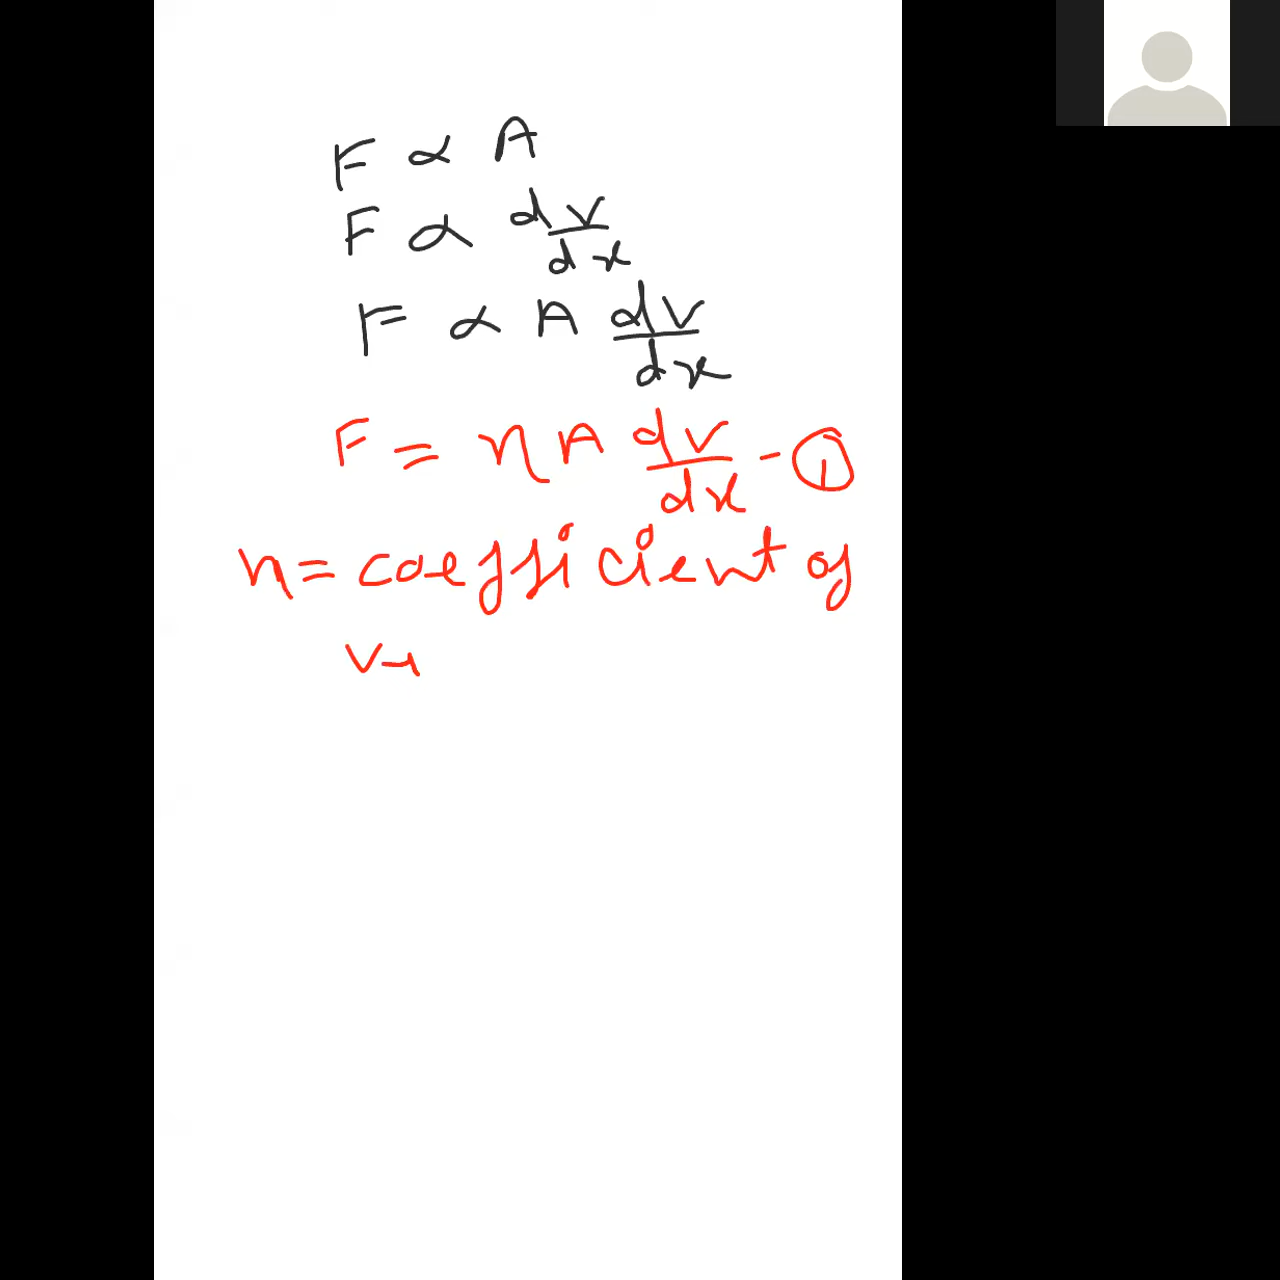 F ∝ A
F ∝ dv/dx
F ∝ A dv/dx
F = η A dv/dx - ①
η = coefficient of